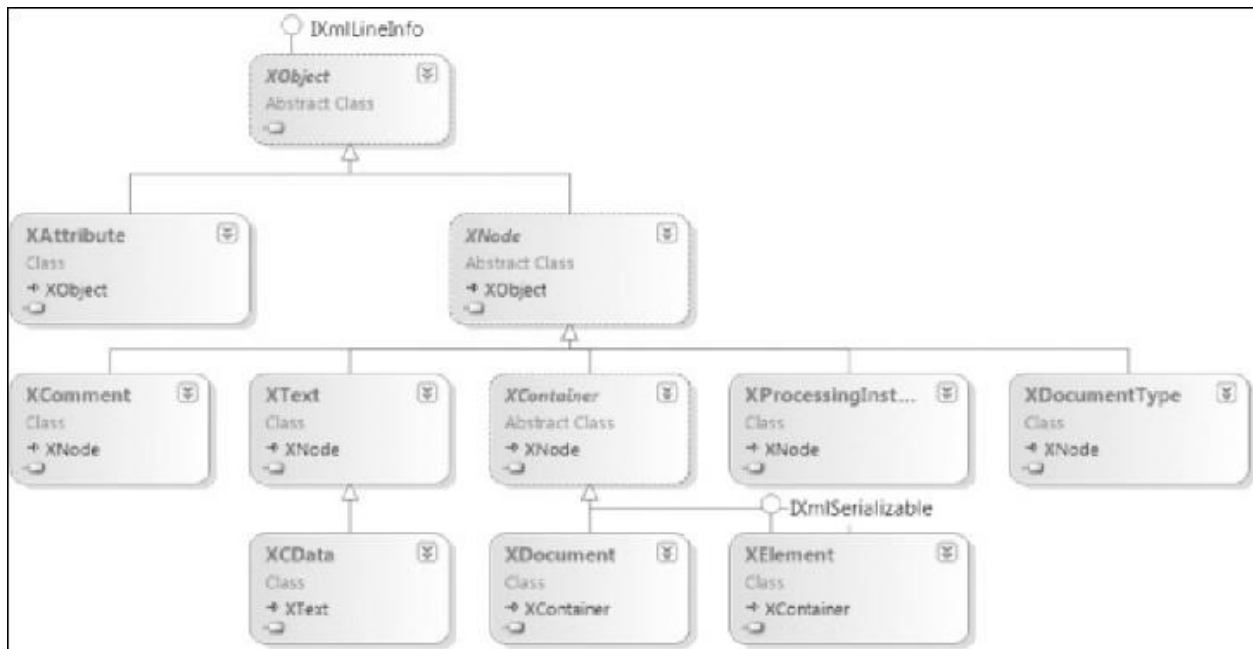 IXmlLineInfo
XObject
Abstract Class
XAttribute
Class
XObject
XNode
Abstract Class
XObject
XComment
Class
XNode
XText
Class
XNode
XContainer
Abstract Class
XNode
XProcessingInst...
Class
XNode
XDocumentType
Class
XNode
IXmlSerializable
XCData
Class
XText
XDocument
Class
XContainer
XElement
Class
XContainer